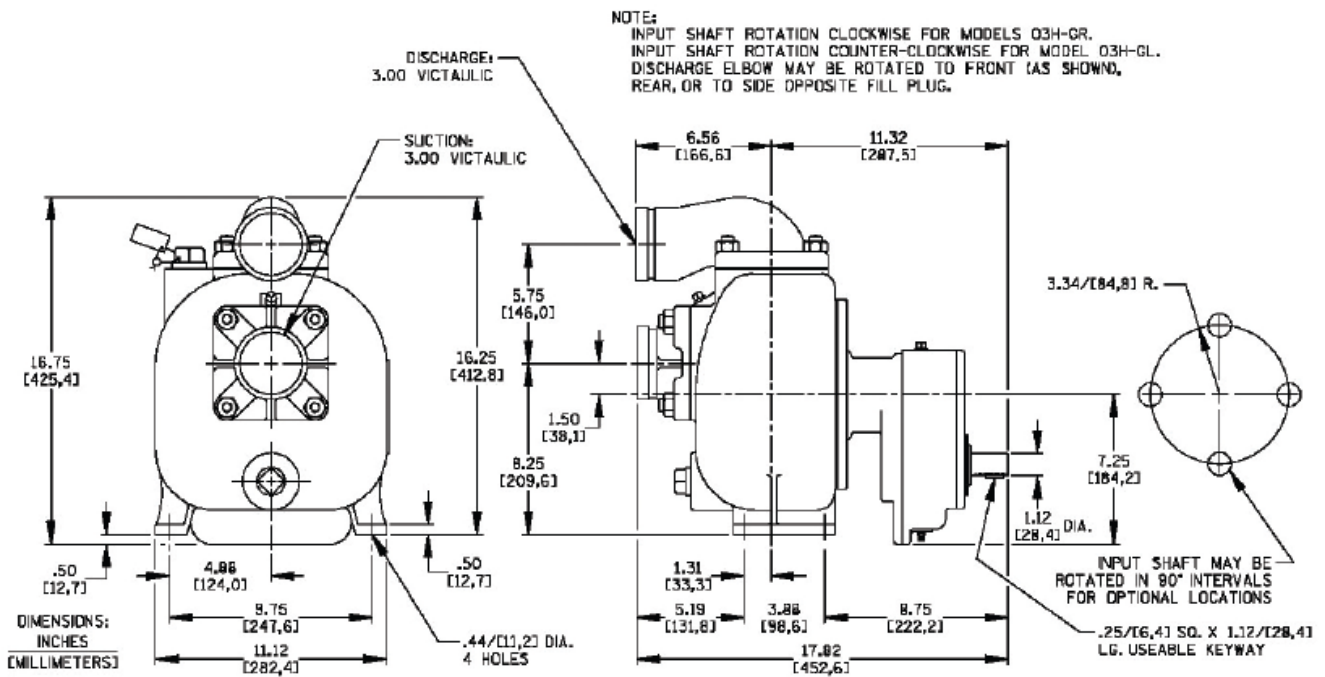 NOTE:
INPUT SHAFT ROTATION CLOCKWISE FOR MODELS 03H-GR.
INPUT SHAFT ROTATION COUNTER-CLOCKWISE FOR MODEL 03H-GL.
DISCHARGE ELBOW MAY BE ROTATED TO FRONT (AS SHOWN),
REAR, OR TO SIDE OPPOSITE FILL PLUG.
DISCHARGE:
3.00 VICTAULIC
SUCTION:
3.00 VICTAULIC
6.56
[166,6]
11.32
[287,5]
16.75
[425,4]
16.25
[412,8]
5.75
[146,0]
1.50
[38,1]
8.25
[209,6]
3.34/[84,8] R.
7.25
[184,2]
1.12
[28,4] DIA.
.50
[12,7]
4.88
[124,0]
.50
[12,7]
9.75
[247,6]
11.12
[282,4]
.44/[11,2] DIA.
4 HOLES
1.31
[33,3]
5.19
[131,8]
3.88
[98,6]
8.75
[222,2]
17.82
[452,6]
INPUT SHAFT MAY BE
ROTATED IN 90° INTERVALS
FOR OPTIONAL LOCATIONS
.25/[6,4] SQ. X 1.12/[28,4]
LG. USEABLE KEYWAY
DIMENSIONS:
INCHES
[MILLIMETERS]